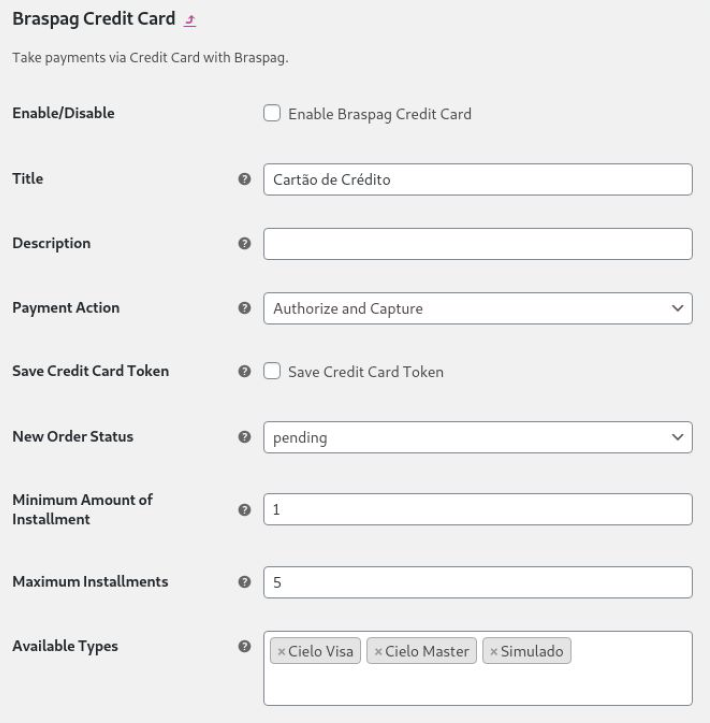 Braspag Credit Card
Take payments via Credit Card with Braspag.
Enable/Disable
Enable Braspag Credit Card
Title
Cartão de Crédito
Description
Payment Action
Authorize and Capture
Save Credit Card Token
Save Credit Card Token
New Order Status
pending
Minimum Amount of
Installment
1
Maximum Installments
5
Available Types
× Cielo Visa × Cielo Master × Simulado